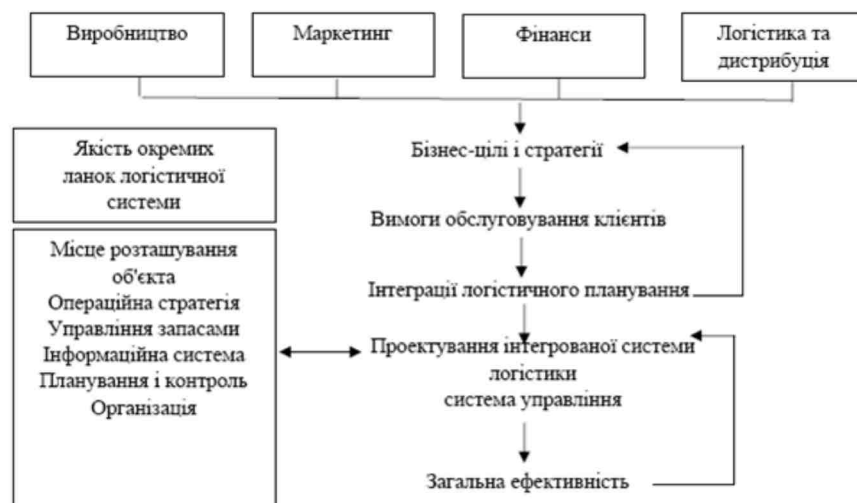 Виробництво
Маркетинг
Фінанси
Логістика та
дистрибуція
Якість окремих
ланок логістичної
системи
Місце розташування
об'єкта
Операційна стратегія
Управління запасами
Інформаційна система
Планування і контроль
Організація
Бізнес-цілі і стратегії
Вимоги обслуговування клієнтів
Інтеграції логістичного планування
Проектування інтегрованої системи
логістики
система управління
Загальна ефективність